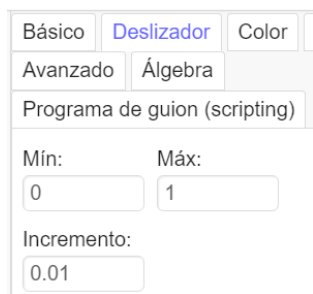 Básico Deslizador Color
Avanzado Álgebra
Programa de guion (scripting)
Mín: Máx:
0 1
Incremento:
0.01